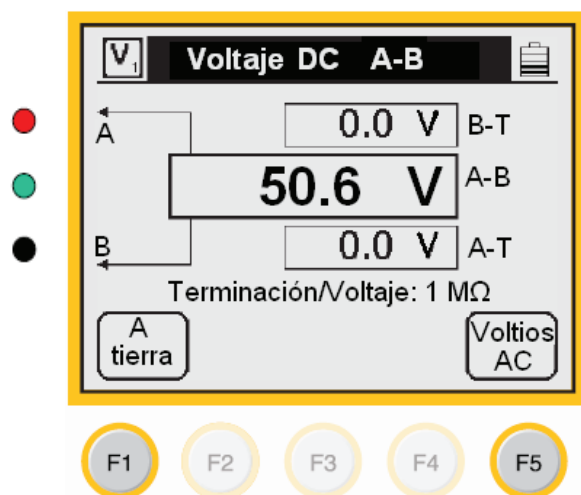 V1 Voltaje DC A-B
A 0.0 V B-T
50.6 V A-B
B 0.0 V A-T
Terminación/Voltaje: 1 MΩ
A
tierra
Voltios
AC
F1 F2 F3 F4 F5